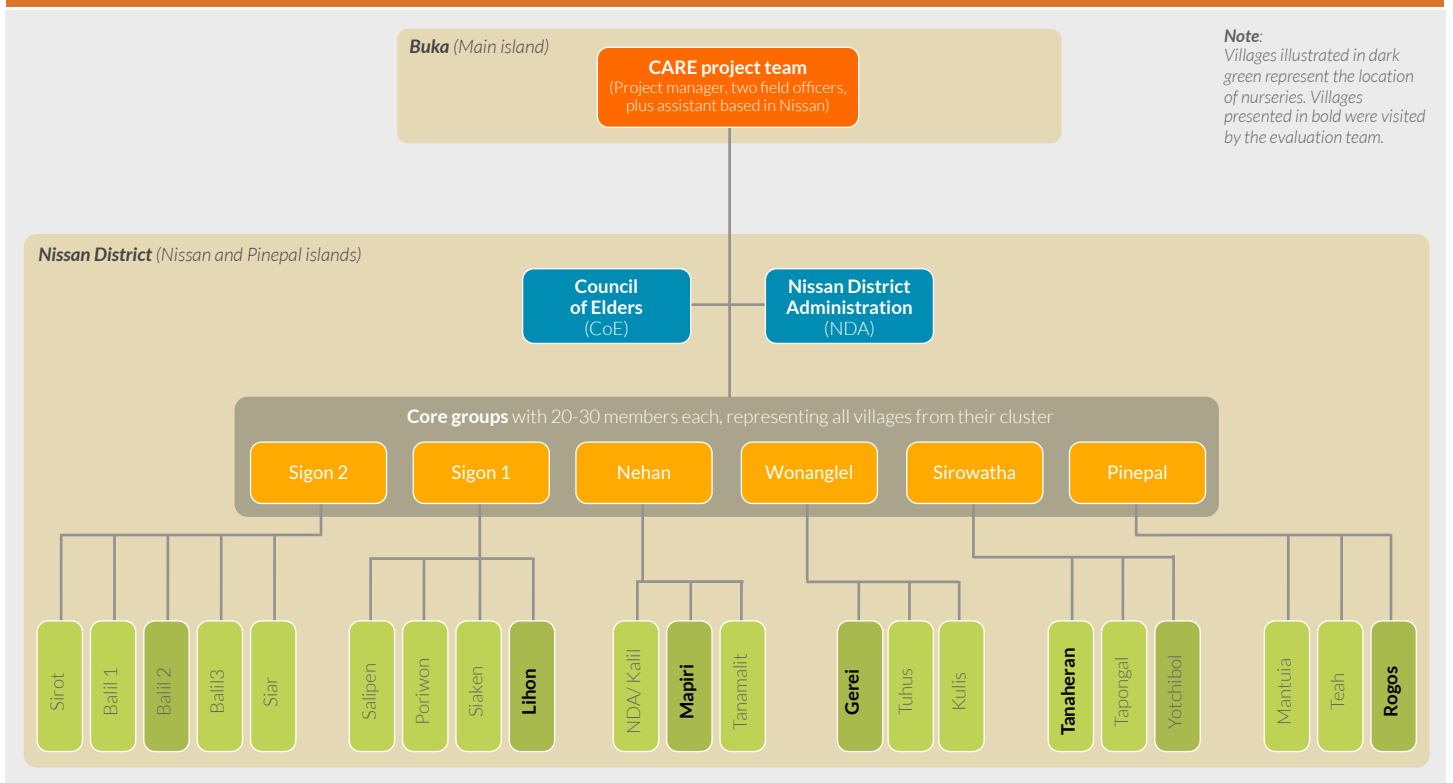 Buka (Main island)
CARE project team
(Project manager, two field officers,
plus assistant based in Nissan)
Note:
Villages illustrated in dark
green represent the location
of nurseries. Villages
presented in bold were visited
by the evaluation team.
Nissan District (Nissan and Pinepal islands)
Council
of Elders
(CoE)
Nissan District
Administration
(NDA)
Core groups with 20-30 members each, representing all villages from their cluster
Sigon 2
Sigon 1
Nehan
Wonanglel
Sirowatha
Pinepal
Sirot
Balil 1
Balil 2
Balil3
Siar
Salipen
Poriwon
Siaken
Lihon
NDA/ Kalil
Mapiri
Tanamalit
Gerei
Tuhus
Kulis
Tanaheran
Tapongal
Yotchibol
Mantuia
Teah
Rogos